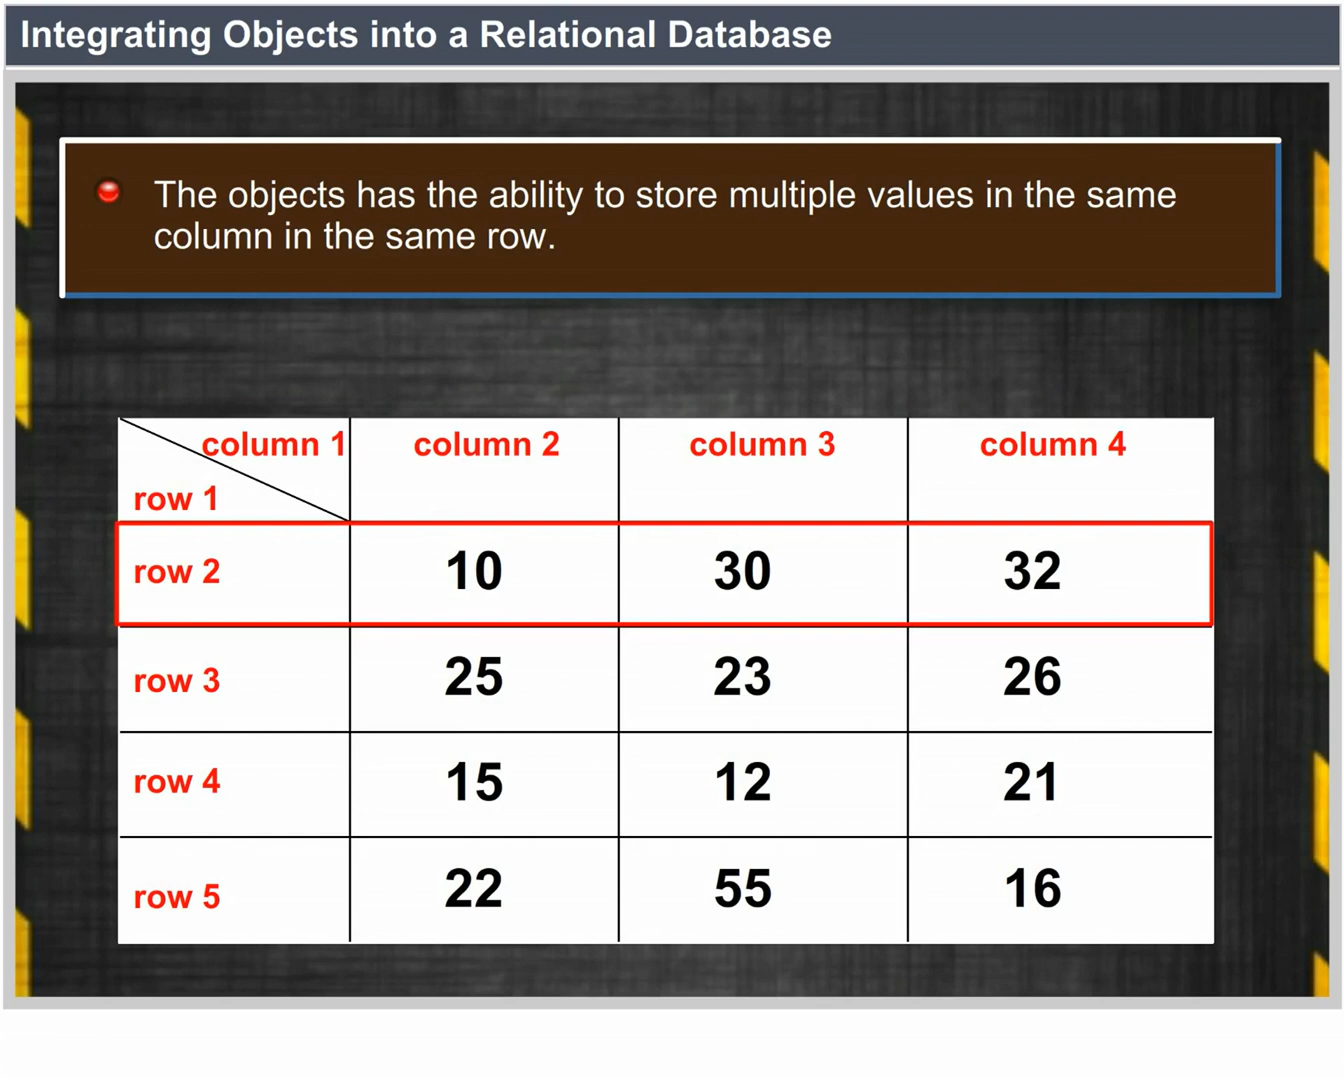 Integrating Objects into a Relational Database
The objects has the ability to store multiple values in the same
column in the same row.
column 1 column 2 column 3 column 4
row 1
row 2 10 30 32
row 3 25 23 26
row 4 15 12 21
row 5 22 55 16